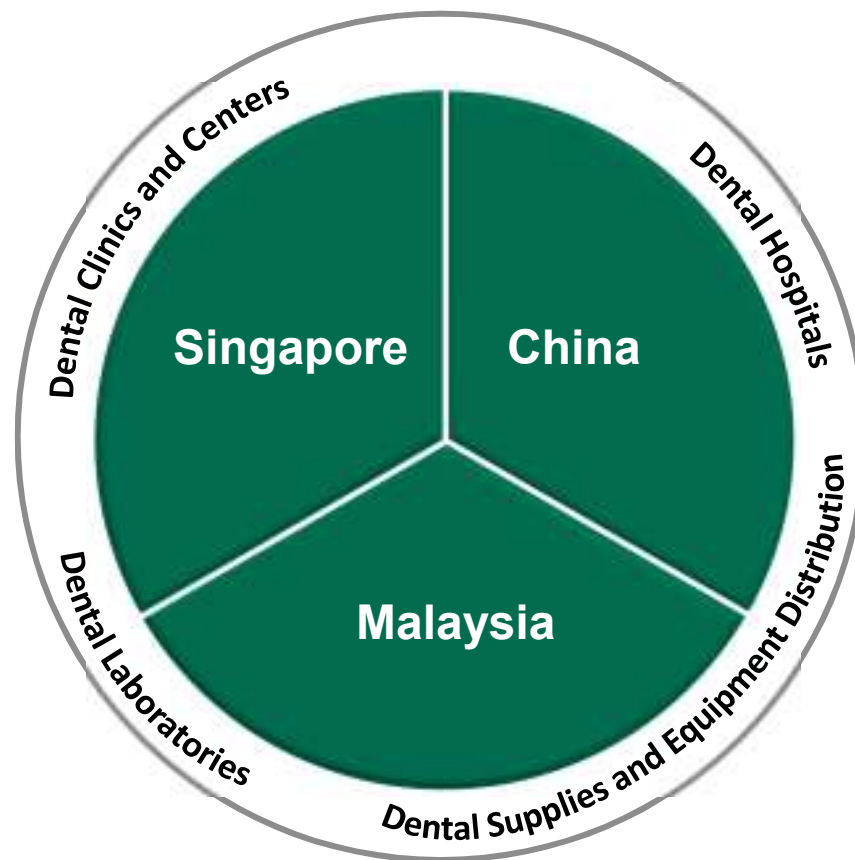 Dental Clinics and Centers
Dental Hospitals
Singapore
China
Malaysia
Dental Laboratories
Dental Supplies and Equipment Distribution